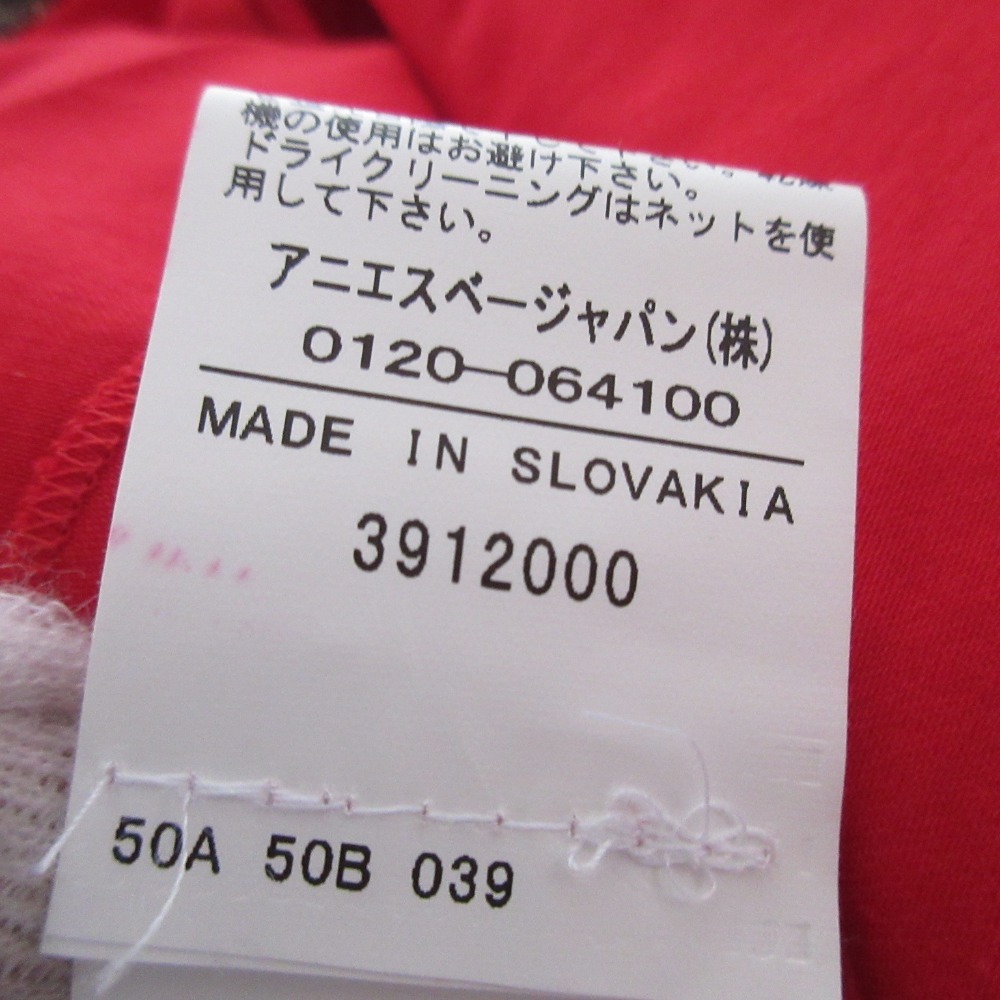 機の使用はお避け下さい。
ドライクリーニングはネットを使
用して下さい。
アニエスベージャパン(株)
0120-064100
MADE IN SLOVAKIA
3912000
50A 50B 039